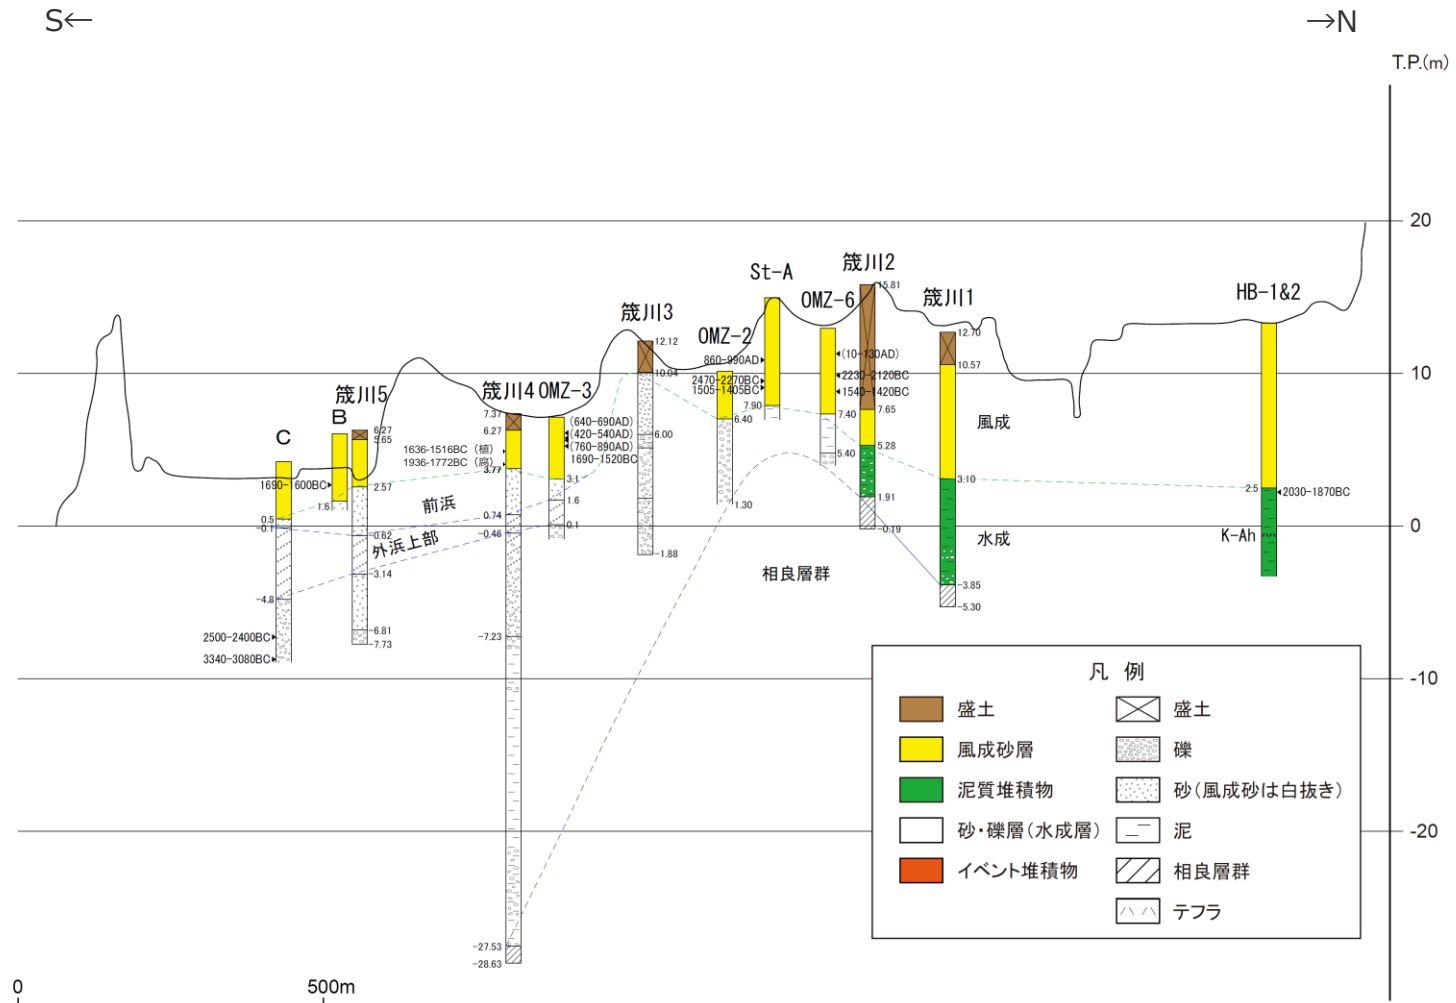 S←
→N
T.P.(m)
20
10
0
-10
-20
C
B
筬川5
筬川4
OMZ-3
筬川3
OMZ-2
St-A
OMZ-6
筬川2
筬川1
HB-1&2
1690-1600BC
0.5
-0.1
-4.8
2500-2400BC
3340-3080BC
1.6
6.27
5.65
2.57
-0.62
-3.14
-6.81
-7.73
7.37
6.27
1636-1516BC（植）
1936-1772BC（腐）
3.77
0.74
-0.46
-7.23
-27.53
-28.63
(640-690AD)
(420-540AD)
(760-890AD)
1690-1520BC
3.1
1.6
0.1
12.12
10.04
6.00
-1.88
6.40
1.30
860-990AD
2470-2270BC
1505-1405BC
7.90
(10-130AD)
2230-2120BC
1540-1420BC
7.40
5.40
15.81
7.65
5.28
1.91
-0.19
12.70
10.57
3.10
-3.85
-5.30
2.5
2030-1870BC
K-Ah
風成
水成
前浜
外浜上部
相良層群
凡 例
盛土
盛土
風成砂層
礫
泥質堆積物
砂(風成砂は白抜き)
砂・礫層(水成層)
泥
イベント堆積物
相良層群
テフラ
0
500m